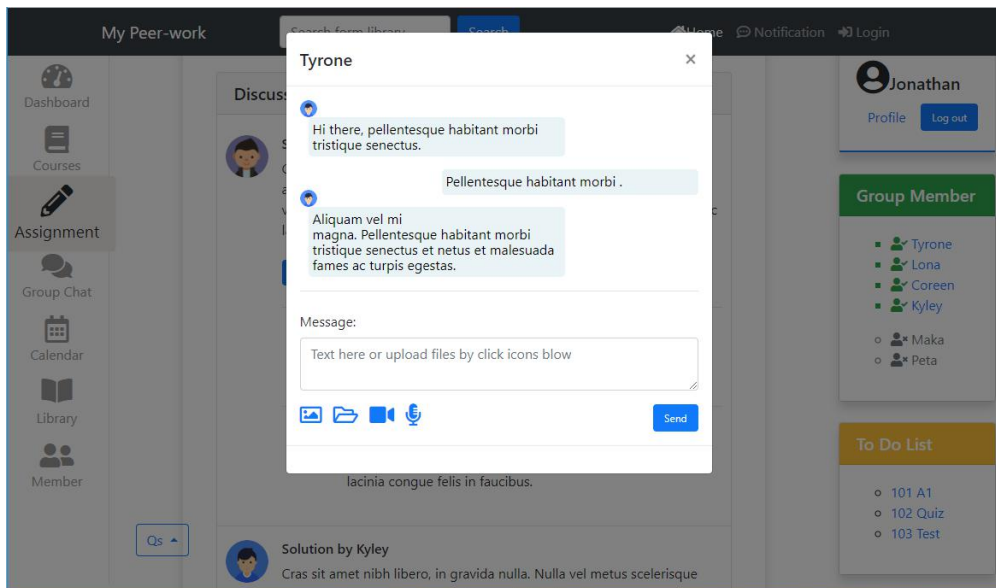 My Peer-work
Search form library
Search
Home
Notification
Login
Dashboard
Courses
Assignment
Group Chat
Calendar
Library
Member
Qs
Tyrone
×
Hi there, pellentesque habitant morbi
tristique senectus.
Pellentesque habitant morbi .
Aliquam vel mi
magna. Pellentesque habitant morbi
tristique senectus et netus et malesuada
fames ac turpis egestas.
Message:
Text here or upload files by click icons blow
Send
lacinia congue felis in faucibus.
Solution by Kyley
Cras sit amet nibh libero, in gravida nulla. Nulla vel metus scelerisque
Jonathan
Profile
Log out
Group Member
Tyrone
Lona
Coreen
Kyley
Maka
Peta
To Do List
101 A1
102 Quiz
103 Test